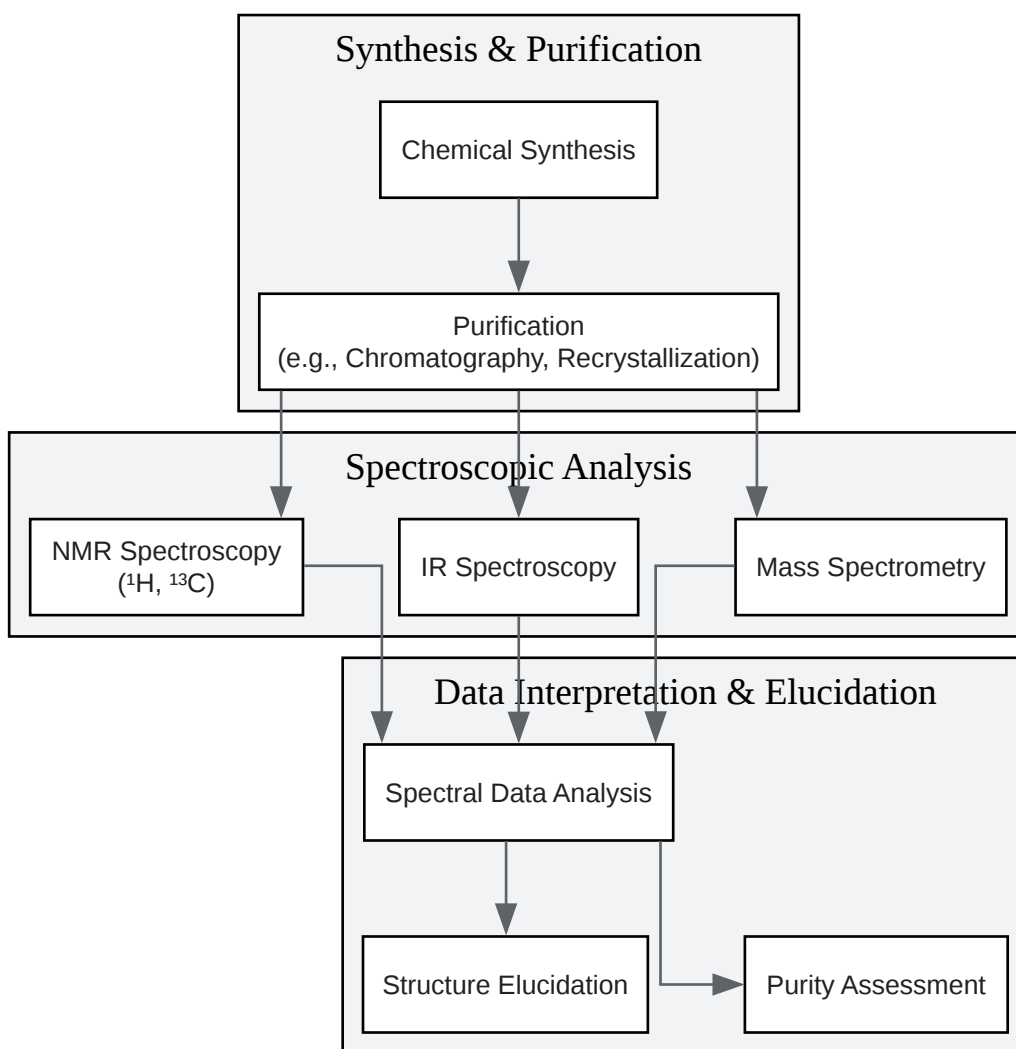 Synthesis & Purification
Chemical Synthesis
Purification
(e.g., Chromatography, Recrystallization)
Spectroscopic Analysis
NMR Spectroscopy
(¹H, ¹³C)
IR Spectroscopy
Mass Spectrometry
Data Interpretation & Elucidation
Spectral Data Analysis
Structure Elucidation
Purity Assessment